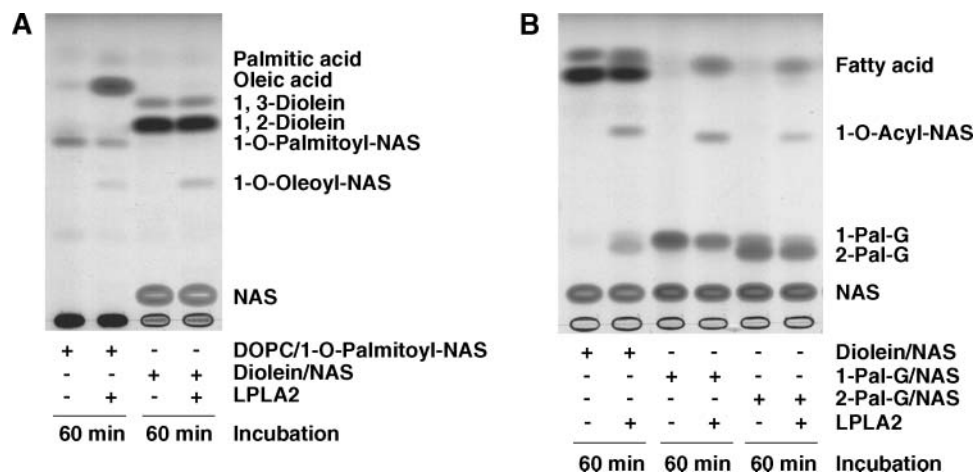 A
Palmitic acid
Oleic acid
1, 3-Diolein
1, 2-Diolein
1-O-Palmitoyl-NAS
1-O-Oleoyl-NAS
NAS
+ + - - DOPC/1-O-Palmitoyl-NAS
- - + + Diolein/NAS
- + - + LPLA2
60 min 60 min Incubation
B
Fatty acid
1-O-Acyl-NAS
1-Pal-G
2-Pal-G
NAS
+ + - - - - Diolein/NAS
- - + + - - 1-Pal-G/NAS
- - - - + + 2-Pal-G/NAS
- + - + - + LPLA2
60 min 60 min 60 min Incubation